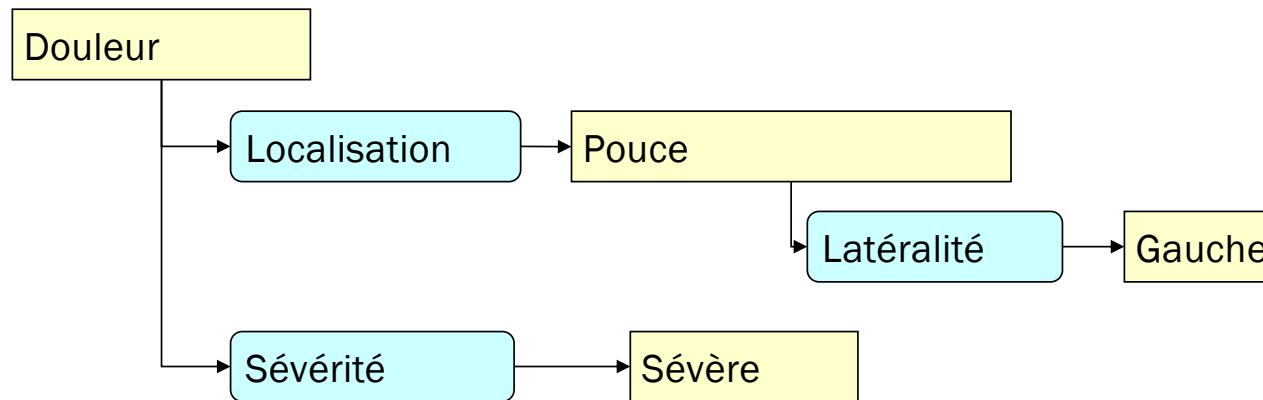 Douleur
Localisation
Pouce
Latéralité
Gauche
Sévérité
Sévère